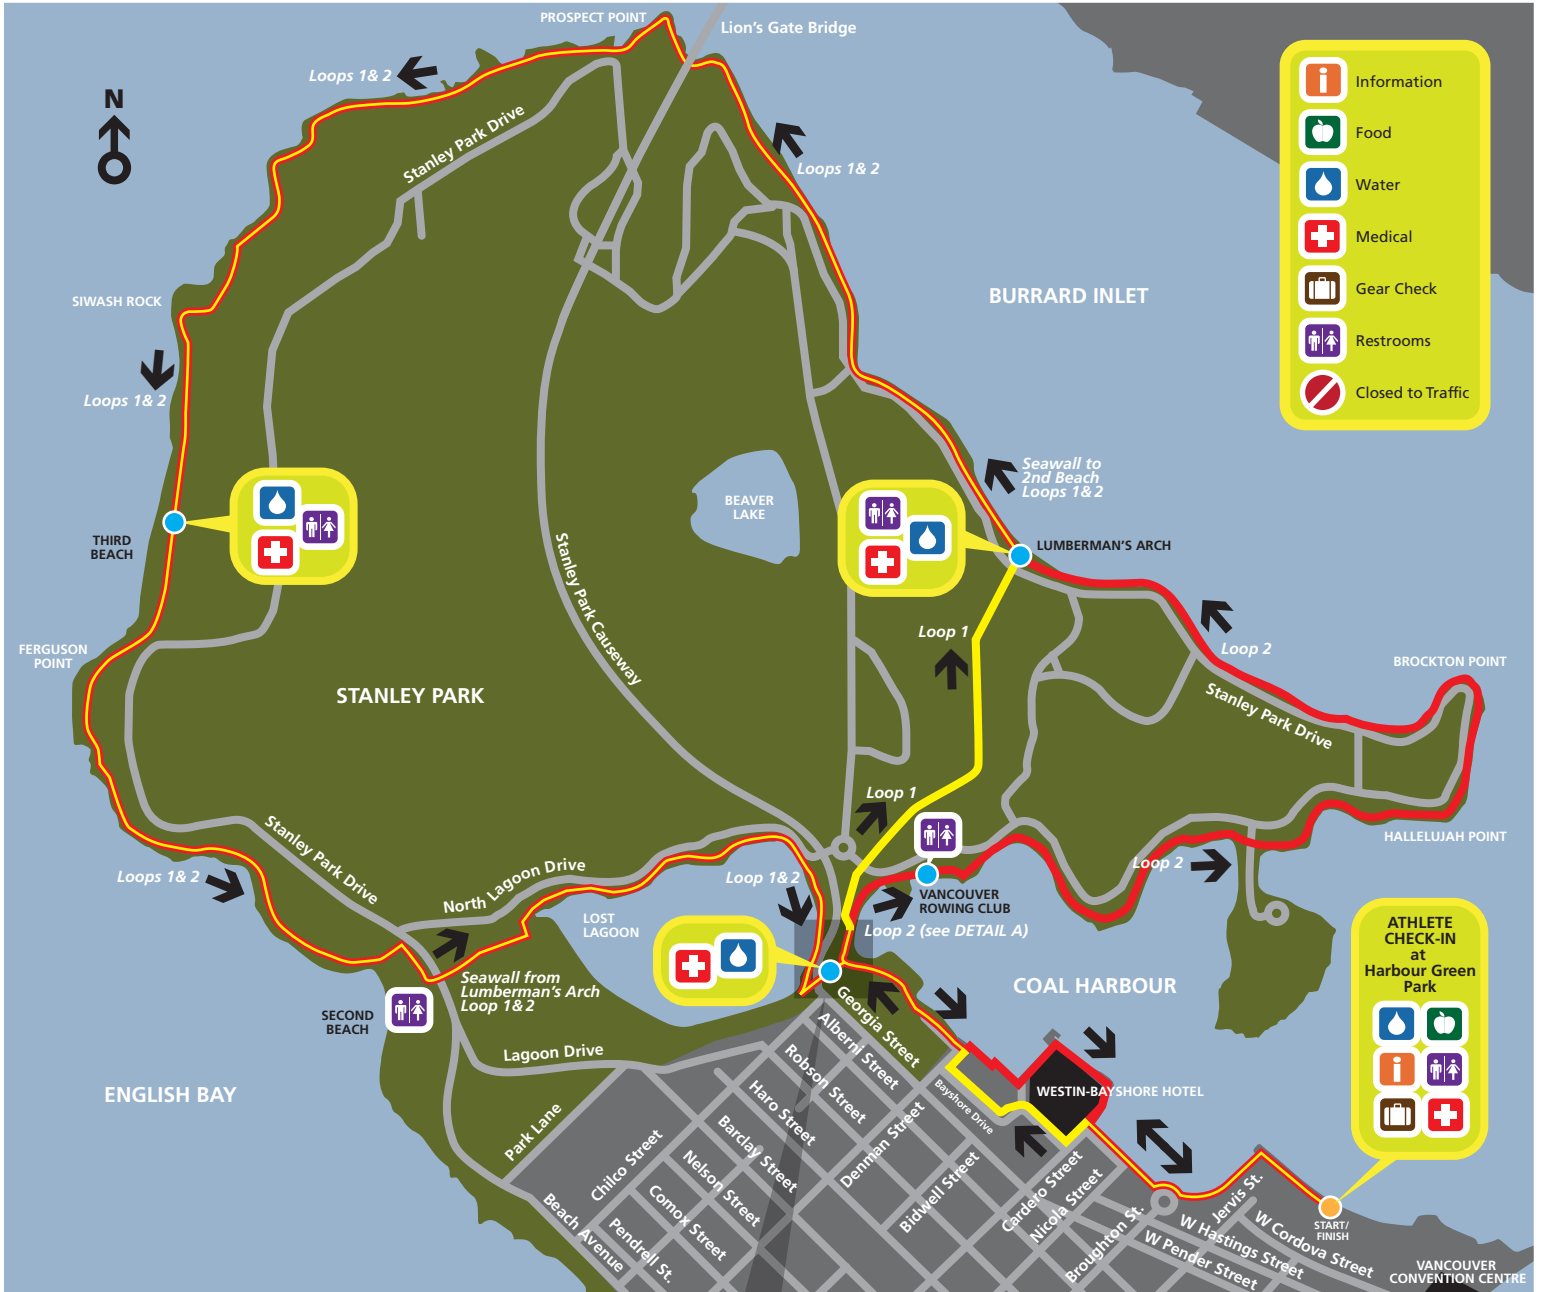 PROSPECT POINT
Lion's Gate Bridge
Loops 1& 2
N
Stanley Park Drive
Loops 1& 2
Information
Food
Water
Medical
Gear Check
Restrooms
Closed to Traffic
SIWASH ROCK
BURRARD INLET
Loops 1& 2
Seawall to
2nd Beach
Loops 1&2
BEAVER
LAKE
THIRD
BEACH
LUMBERMAN'S ARCH
Stanley Park Causeway
Loop 1
Loop 2
FERGUSON
POINT
BROCKTON POINT
STANLEY PARK
Stanley Park Drive
Loop 1
HALLELUJAH POINT
Stanley Park Drive
Loops 1& 2
North Lagoon Drive
Loop 1&2
Loop 2
VANCOUVER
ROWING CLUB
LOST
LAGOON
Loop 2 (see DETAIL A)
ATHLETE
CHECK-IN
at
Harbour Green
Park
Seawall from
Lumberman's Arch
Loop 1&2
COAL HARBOUR
SECOND
BEACH
Georgia Street
Alberni Street
Lagoon Drive
Robson Street
ENGLISH BAY
Haro Street
Bayshore Drive
WESTIN-BAYSHORE HOTEL
Park Lane
Barclay Street
Denman Street
Chilco Street
Nelson Street
Bidwell Street
Cardero Street
Nicola Street
Comox Street
Beach Avenue
Pendrell St.
Broughton St.
Jervis St.
W Hastings Street
W Cordova Street
W Pender Street
START/
FINISH
VANCOUVER
CONVENTION CENTRE